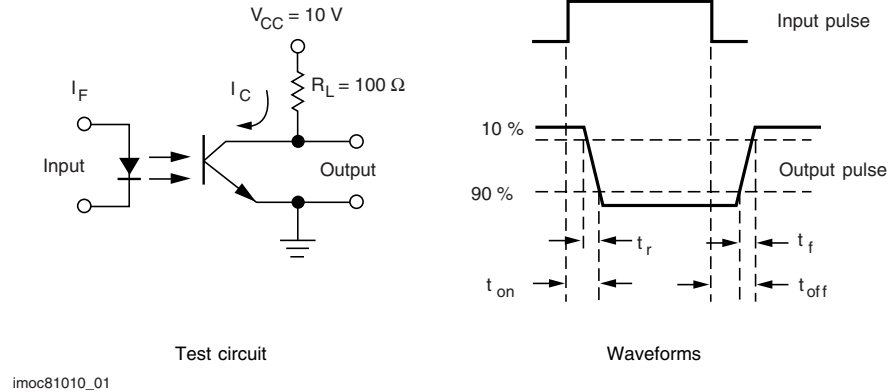 V_CC = 10 V
I_F
I_C
R_L = 100 Ω
Input
Output
Test circuit
Input pulse
10 %
Output pulse
90 %
t_r
t_f
t_on
t_off
Waveforms
imoc81010_01